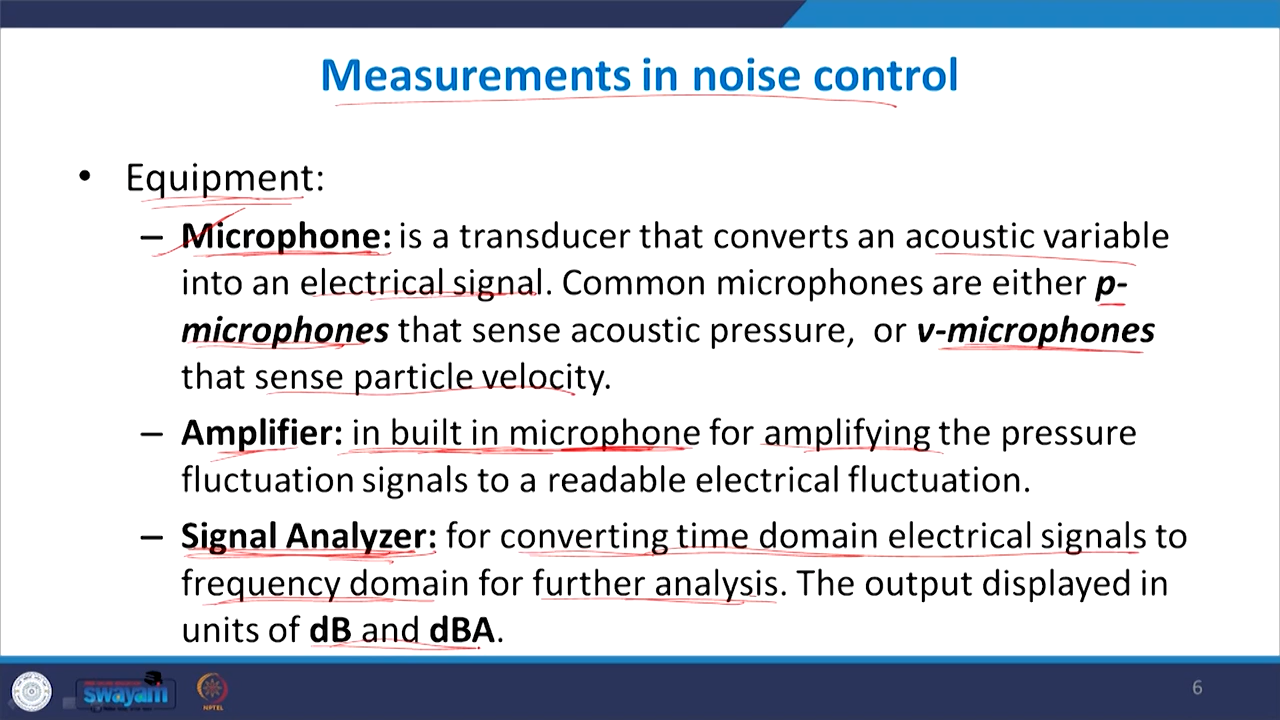 Measurements in noise control
• Equipment:
– Microphone: is a transducer that converts an acoustic variable
into an electrical signal. Common microphones are either p-
microphones that sense acoustic pressure, or v-microphones
that sense particle velocity.
– Amplifier: in built in microphone for amplifying the pressure
fluctuation signals to a readable electrical fluctuation.
– Signal Analyzer: for converting time domain electrical signals to
frequency domain for further analysis. The output displayed in
units of dB and dBA.
swayam
NPTEL
6